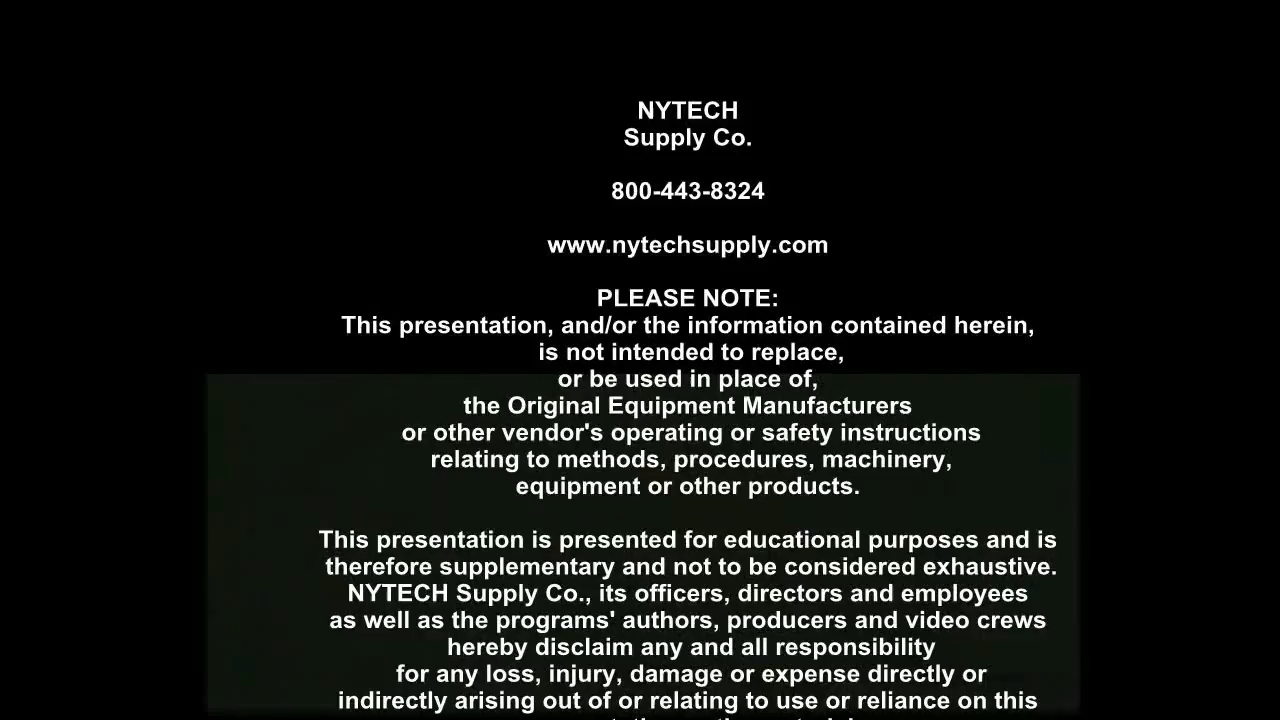 NYTECH
Supply Co.
800-443-8324
www.nytechsupply.com
PLEASE NOTE:
This presentation, and/or the information contained herein,
is not intended to replace,
or be used in place of,
the Original Equipment Manufacturers
or other vendor's operating or safety instructions
relating to methods, procedures, machinery,
equipment or other products.
This presentation is presented for educational purposes and is
therefore supplementary and not to be considered exhaustive.
NYTECH Supply Co., its officers, directors and employees
as well as the programs' authors, producers and video crews
hereby disclaim any and all responsibility
for any loss, injury, damage or expense directly or
indirectly arising out of or relating to use or reliance on this